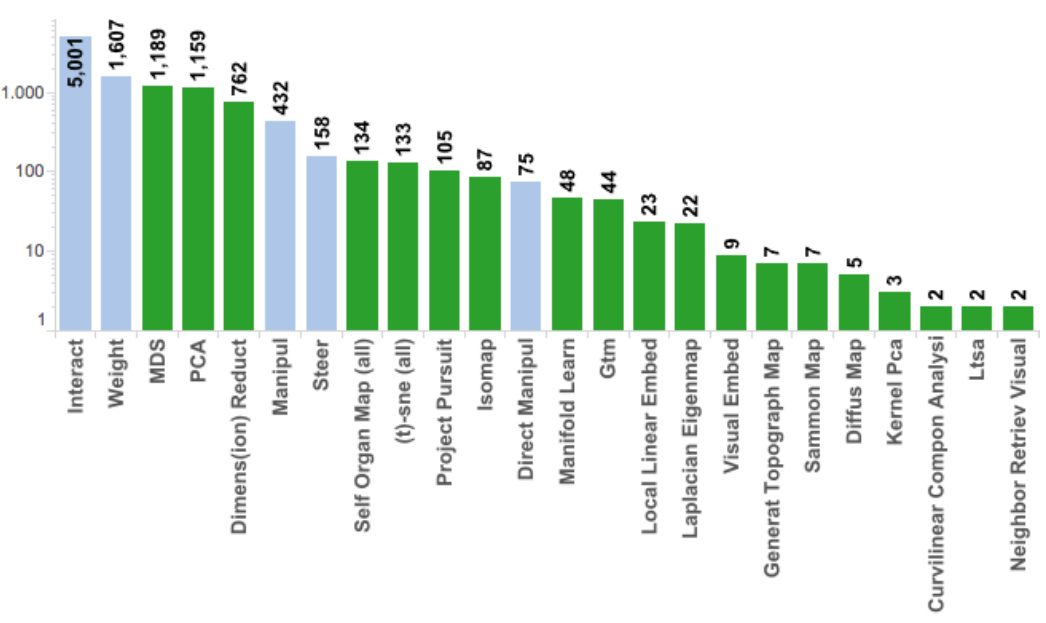 5,001
1,607
1,189
1,159
762
432
158
134
133
105
87
75
48
44
23
22
9
7
7
5
3
2
2
2
1.000
100
10
1
Interact
Weight
MDS
PCA
Dimens(ion) Reduct
Manipul
Steer
Self Organ Map (all)
(t)-sne (all)
Project Pursuit
Isomap
Direct Manipul
Manifold Learn
Gtm
Local Linear Embed
Laplacian Eigenmap
Visual Embed
Generat Topograph Map
Sammon Map
Diffus Map
Kernel Pca
Curvilinear Compon Analysi
Ltsa
Neighbor Retriev Visual